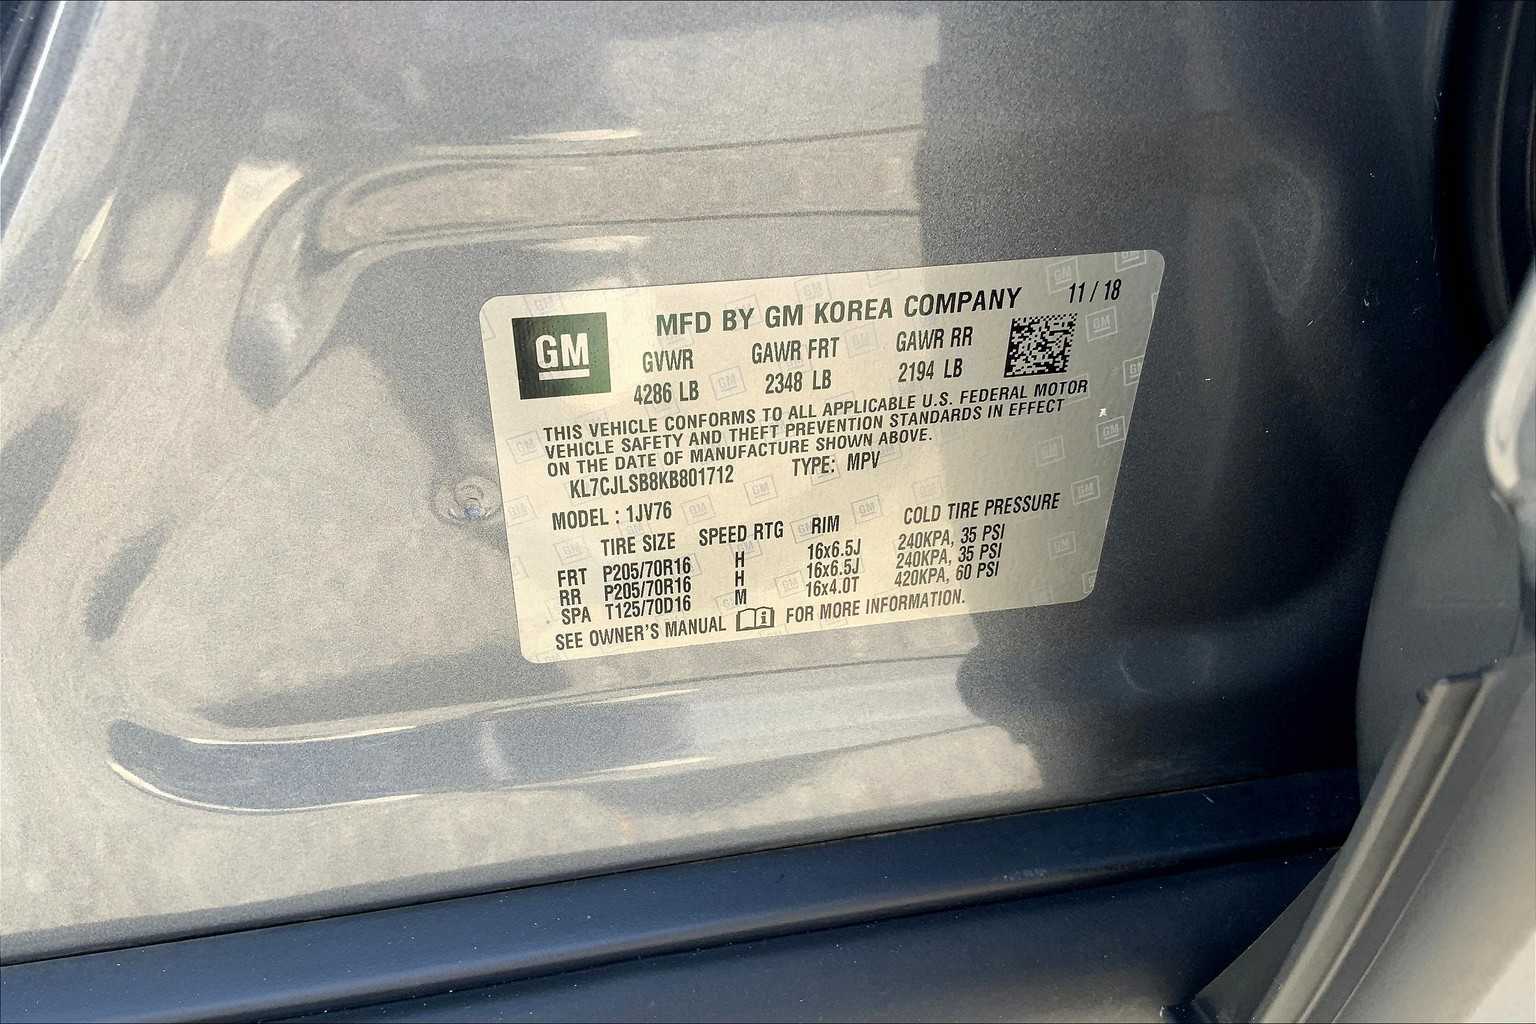 MFD BY GM KOREA COMPANY 11 / 18
GM
GVWR GAWR FRT GAWR RR
4286 LB 2348 LB 2194 LB
THIS VEHICLE CONFORMS TO ALL APPLICABLE U.S. FEDERAL MOTOR
VEHICLE SAFETY AND THEFT PREVENTION STANDARDS IN EFFECT
ON THE DATE OF MANUFACTURE SHOWN ABOVE.
KL7CJLSB8KB801712 TYPE: MPV
MODEL : 1JV76
TIRE SIZE SPEED RTG RIM COLD TIRE PRESSURE
FRT P205/70R16 H 16x6.5J 240KPA, 35 PSI
RR P205/70R16 H 16x6.5J 240KPA, 35 PSI
SPA T125/70D16 M 16x4.0T 420KPA, 60 PSI
SEE OWNER'S MANUAL i FOR MORE INFORMATION.